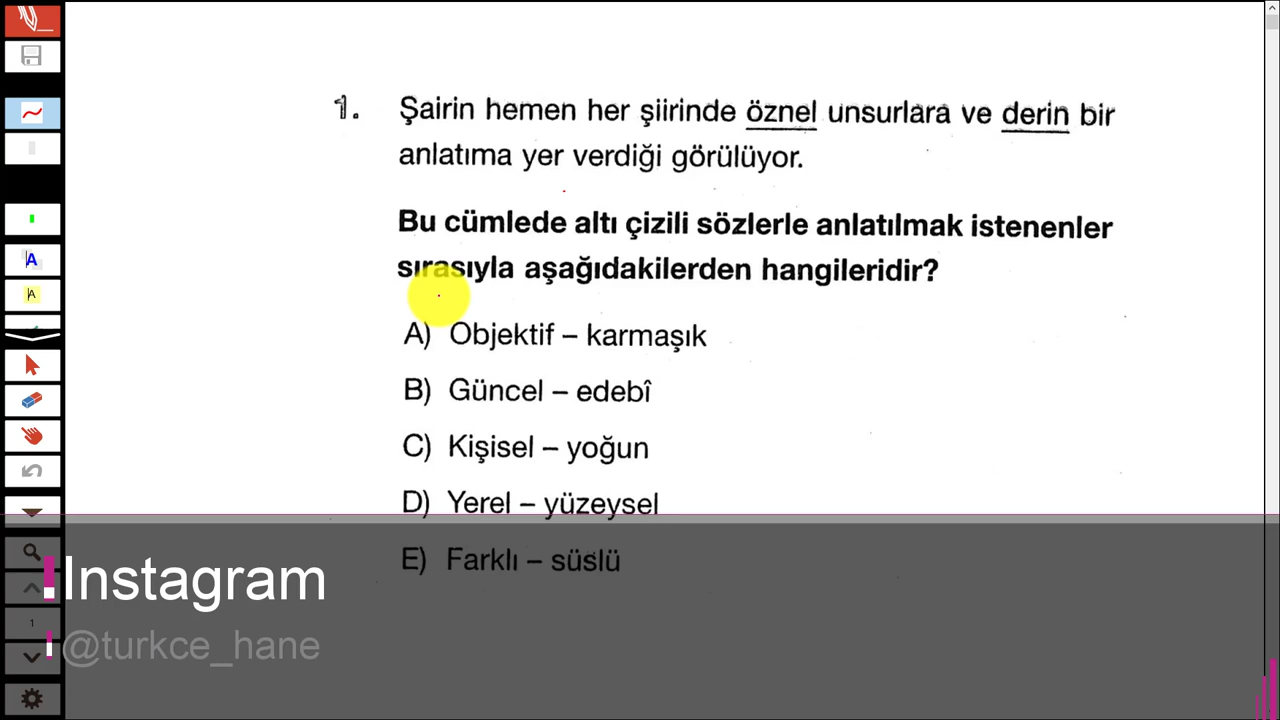 1. Şairin hemen her şiirinde öznel unsurlara ve derin bir
anlatıma yer verdiği görülüyor.
Bu cümlede altı çizili sözlerle anlatılmak istenenler
sırasıyla aşağıdakilerden hangileridir?
A) Objektif – karmaşık
B) Güncel – edebî
C) Kişisel – yoğun
D) Yerel – yüzeysel
E) Farklı – süslü
Instagram
@turkce_hane
A
A
1